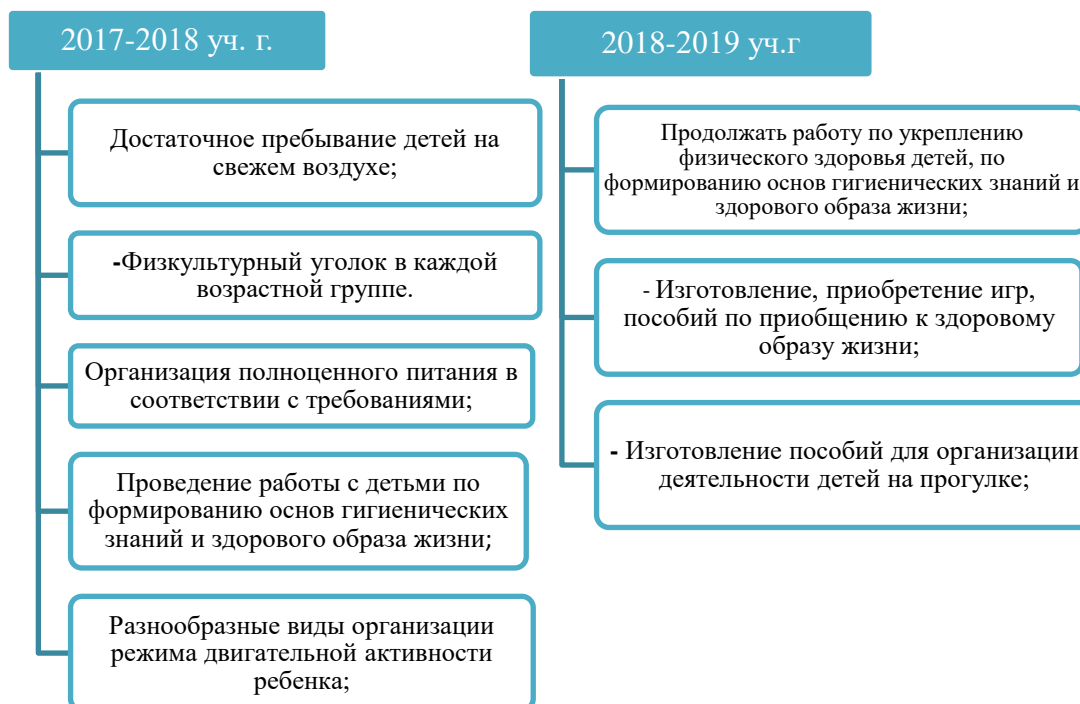 2017-2018 уч. г.
Достаточное пребывание детей на
свежем воздухе;
-Физкультурный уголок в каждой
возрастной группе.
Организация полноценного питания в
соответствии с требованиями;
Проведение работы с детьми по
формированию основ гигиенических
знаний и здорового образа жизни;
Разнообразные виды организации
режима двигательной активности
ребенка;
2018-2019 уч.г
Продолжать работу по укреплению
физического здоровья детей, по
формированию основ гигиенических знаний и
здорового образа жизни;
- Изготовление, приобретение игр,
пособий по приобщению к здоровому
образу жизни;
- Изготовление пособий для организации
деятельности детей на прогулке;